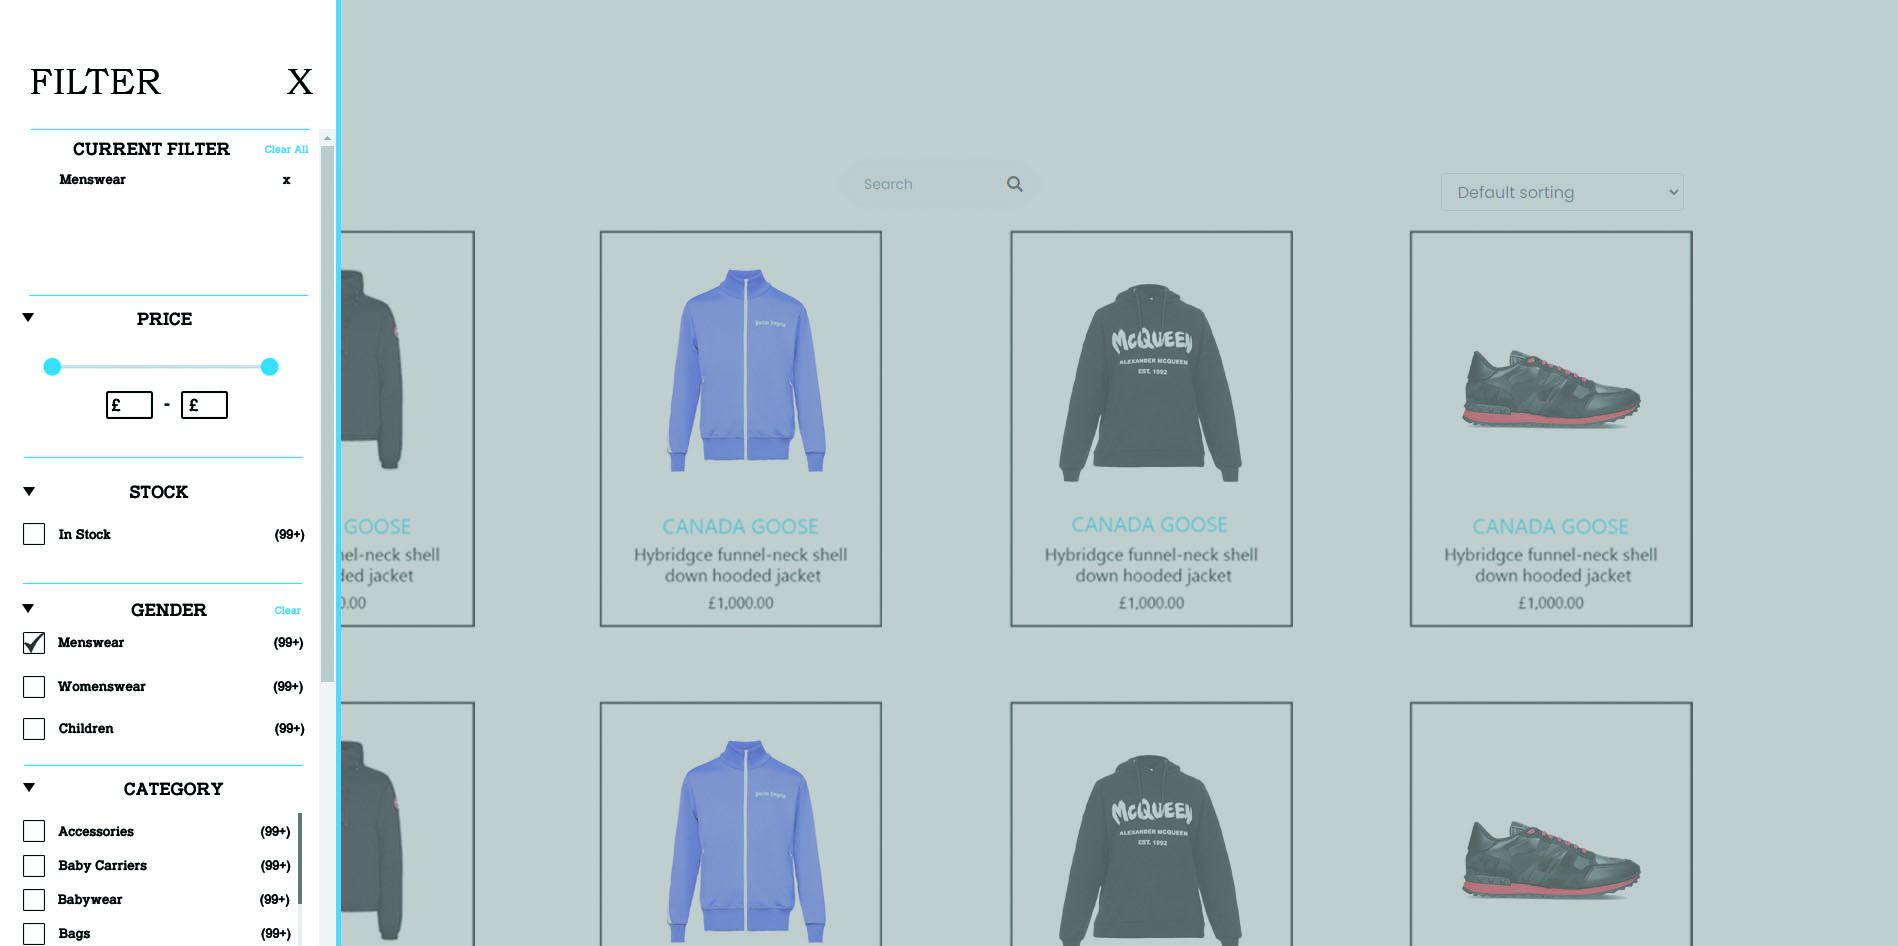 FILTER X
CURRENT FILTER Clear All
Menswear x
PRICE
£ - £
STOCK
In Stock (99+)
GENDER Clear
Menswear (99+)
Womenswear (99+)
Children (99+)
CATEGORY
Accessories (99+)
Baby Carriers (99+)
Babywear (99+)
Bags (99+)
Search
Default sorting
GOOSE
ded jacket
0.00
Palm Angels
CANADA GOOSE
Hybridgce funnel-neck shell
down hooded jacket
£1,000.00
McQUEEN
ALEXANDER McQUEEN
EST. 1992
CANADA GOOSE
Hybridgce funnel-neck shell
down hooded jacket
£1,000.00
CANADA GOOSE
Hybridgce funnel-neck shell
down hooded jacket
£1,000.00
Palm Angels
McQUEEN
ALEXANDER McQUEEN
EST. 1992